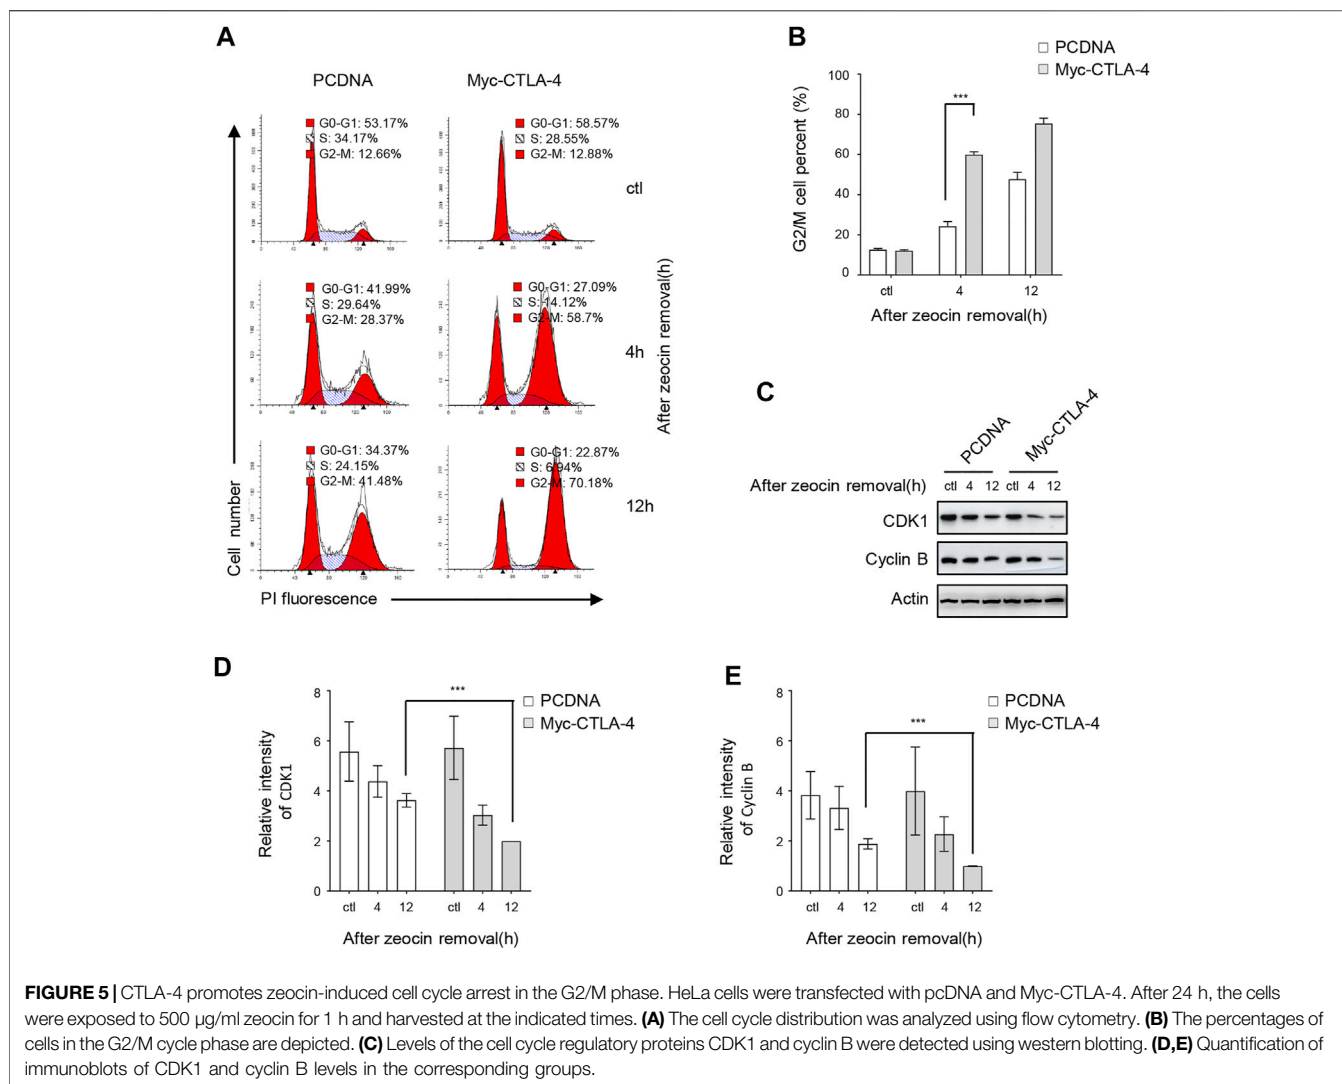 A
PCDNA
Myc-CTLA-4
G0-G1: 53.17%
S: 34.17%
G2-M: 12.66%
G0-G1: 58.57%
S: 28.55%
G2-M: 12.88%
ctl
G0-G1: 41.99%
S: 29.64%
G2-M: 28.37%
G0-G1: 27.09%
S: 14.12%
G2-M: 58.7%
4h
G0-G1: 34.37%
S: 24.15%
G2-M: 41.48%
G0-G1: 22.87%
S: 6.94%
G2-M: 70.18%
12h
After zeocin removal(h)
Cell number
PI fluorescence
B
PCDNA
Myc-CTLA-4
G2/M cell percent (%)
100
80
60
40
20
0
***
ctl 4 12
After zeocin removal(h)
C
PCDNA
Myc-CTLA-4
After zeocin removal(h) ctl 4 12 ctl 4 12
CDK1
Cyclin B
Actin
D
Relative intensity
of CDK1
8
6
4
2
0
***
PCDNA
Myc-CTLA-4
ctl 4 12 ctl 4 12
After zeocin removal(h)
E
Relative intensity
of Cyclin B
8
6
4
2
0
***
PCDNA
Myc-CTLA-4
ctl 4 12 ctl 4 12
After zeocin removal(h)
FIGURE 5 | CTLA-4 promotes zeocin-induced cell cycle arrest in the G2/M phase. HeLa cells were transfected with pcDNA and Myc-CTLA-4. After 24 h, the cells
were exposed to 500 µg/ml zeocin for 1 h and harvested at the indicated times. (A) The cell cycle distribution was analyzed using flow cytometry. (B) The percentages of
cells in the G2/M cycle phase are depicted. (C) Levels of the cell cycle regulatory proteins CDK1 and cyclin B were detected using western blotting. (D,E) Quantification of
immunoblots of CDK1 and cyclin B levels in the corresponding groups.